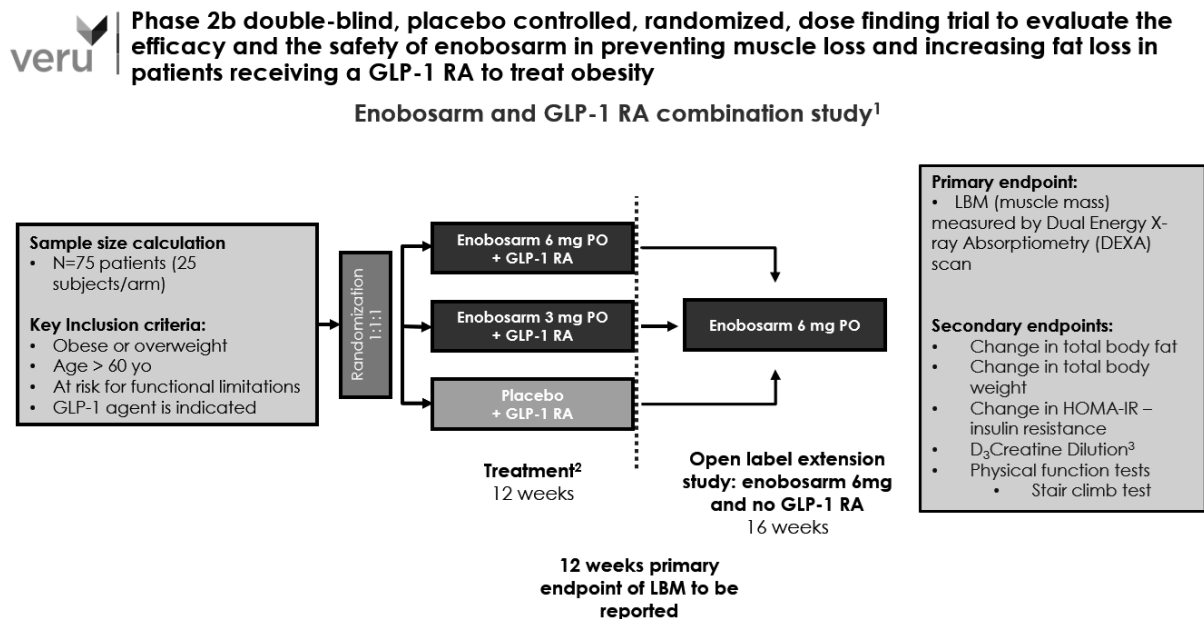 veru
Phase 2b double-blind, placebo controlled, randomized, dose finding trial to evaluate the
efficacy and the safety of enobosarm in preventing muscle loss and increasing fat loss in
patients receiving a GLP-1 RA to treat obesity
Enobosarm and GLP-1 RA combination study¹
Sample size calculation
• N=75 patients (25
subjects/arm)
Key Inclusion criteria:
• Obese or overweight
• Age > 60 yo
• At risk for functional limitations
• GLP-1 agent is indicated
Randomization
1:1:1
Enobosarm 6 mg PO
+ GLP-1 RA
Enobosarm 3 mg PO
+ GLP-1 RA
Placebo
+ GLP-1 RA
Treatment²
12 weeks
Enobosarm 6 mg PO
Open label extension
study: enobosarm 6mg
and no GLP-1 RA
16 weeks
12 weeks primary
endpoint of LBM to be
reported
Primary endpoint:
• LBM (muscle mass)
measured by Dual Energy X-
ray Absorptiometry (DEXA)
scan
Secondary endpoints:
• Change in total body fat
• Change in total body
weight
• Change in HOMA-IR –
insulin resistance
• D₃Creatine Dilution³
• Physical function tests
• Stair climb test